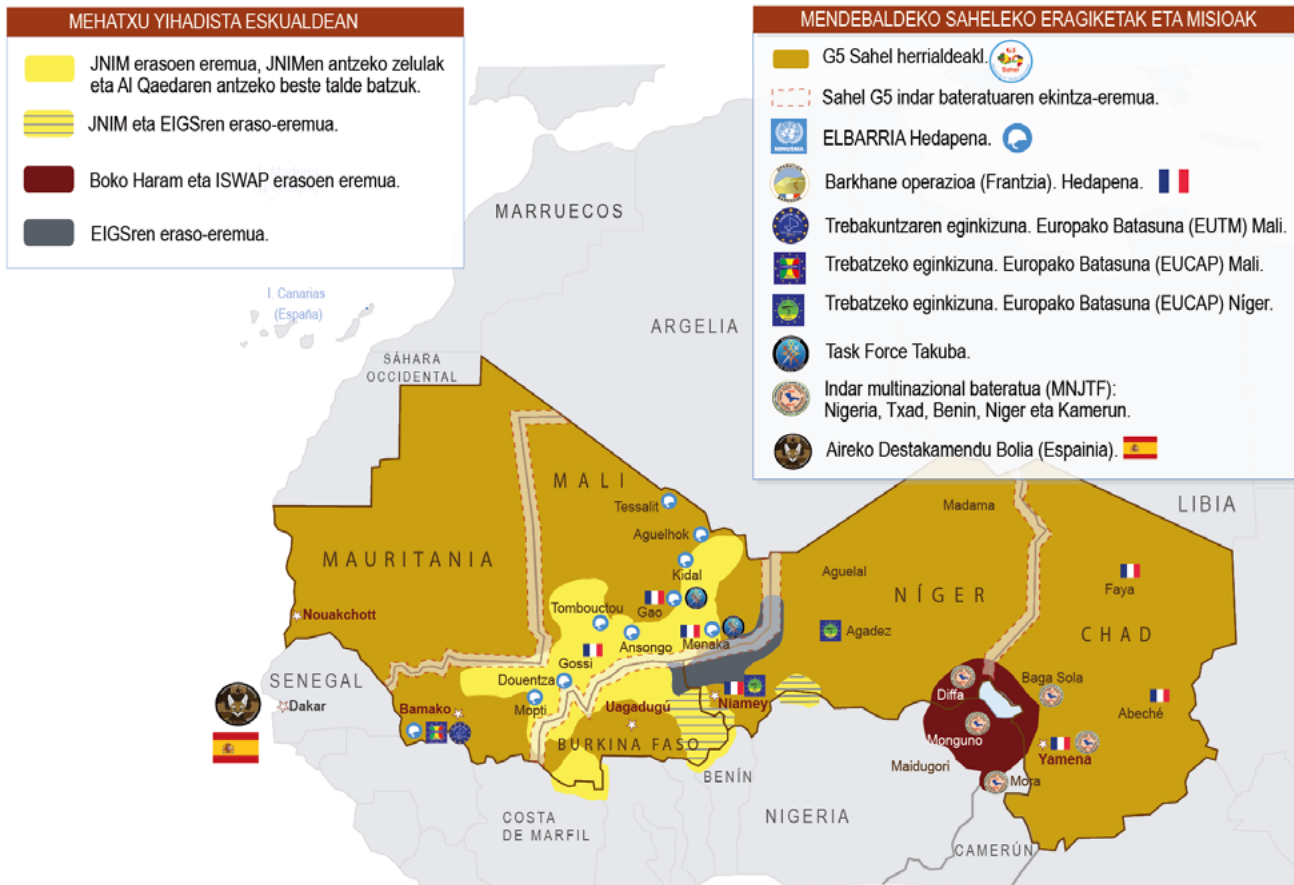 MEHATXU YIHADISTA ESKUALDEAN
JNIM erasoen eremua, JNIMen antzeko zelulak
eta Al Qaedaren antzeko beste talde batzuk.
JNIM eta EIGSren eraso-eremua.
Boko Haram eta ISWAP erasoen eremua.
EIGSren eraso-eremua.
MENDEBALDEKO SAHELEKO ERAGIKETAK ETA MISIOAK
G5 Sahel herrialdeakl.
Sahel G5 indar bateratuaren ekintza-eremua.
ELBARRIA Hedapena.
Barkhane operazioa (Frantzia). Hedapena.
Trebakuntzaren eginkizuna. Europako Batasuna (EUTM) Mali.
Trebatzeko eginkizuna. Europako Batasuna (EUCAP) Mali.
Trebatzeko eginkizuna. Europako Batasuna (EUCAP) Níger.
Task Force Takuba.
Indar multinazional bateratua (MNJTF):
Nigeria, Txad, Benin, Niger eta Kamerun.
Aireko Destakamendu Bolia (Espainia).
MARRUECOS
I. Canarias
(España)
ARGELIA
SÁHARA
OCCIDENTAL
LIBIA
MALI
Tessalit
Madama
Aguelhok
MAURITANIA
Kidal
Aguelal
Faya
NÍGER
Gao
Nouakchott
Tombouctou
Agadez
CHAD
Ansongo
Menaka
Gossi
SENEGAL
Douentza
Dakar
Bamako
Mopti
Uagadugú
Niamey
Diffa
Baga Sola
Abeché
BURKINA FASO
Monguno
Yamena
Maidugori
BENÍN
Mora
COSTA
DE MARFIL
NIGERIA
CAMERÚN